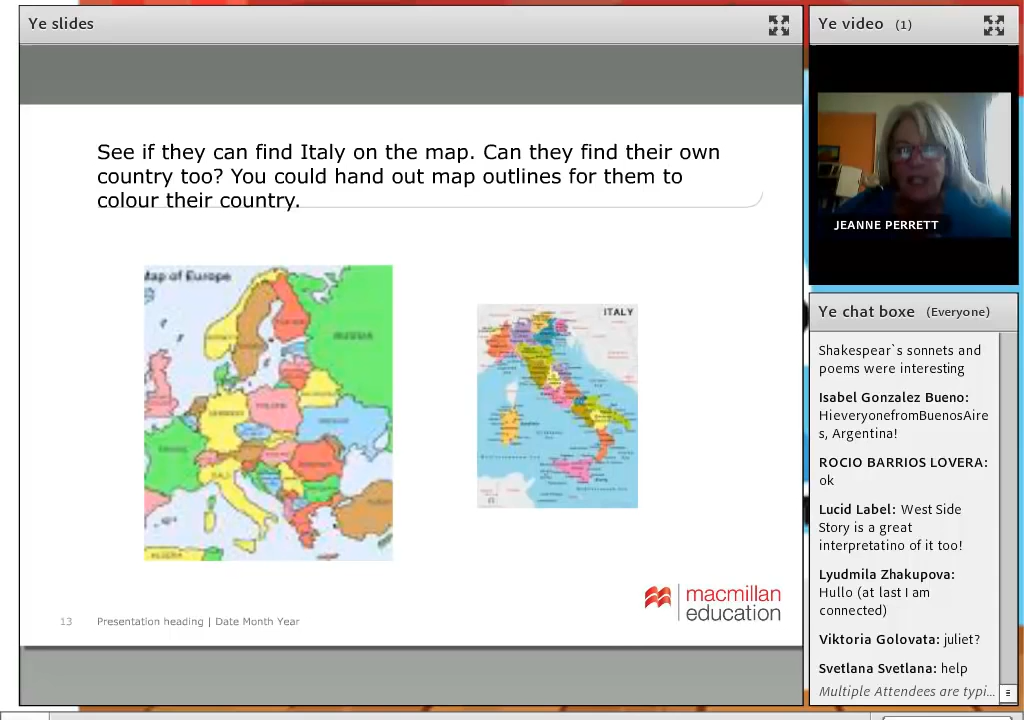 Ye slides
See if they can find Italy on the map. Can they find their own
country too? You could hand out map outlines for them to
colour their country.
Map of Europe
RUSSIA
ITALY
macmillan
education
13 Presentation heading | Date Month Year
Ye video (1)
JEANNE PERRETT
Ye chat boxe (Everyone)
Shakespear`s sonnets and
poems were interesting
Isabel Gonzalez Bueno:
HieveryonefromBuenosAire
s, Argentina!
ROCIO BARRIOS LOVERA:
ok
Lucid Label: West Side
Story is a great
interpretatino of it too!
Lyudmila Zhakupova:
Hullo (at last I am
connected)
Viktoria Golovata: juliet?
Svetlana Svetlana: help
Multiple Attendees are typi...